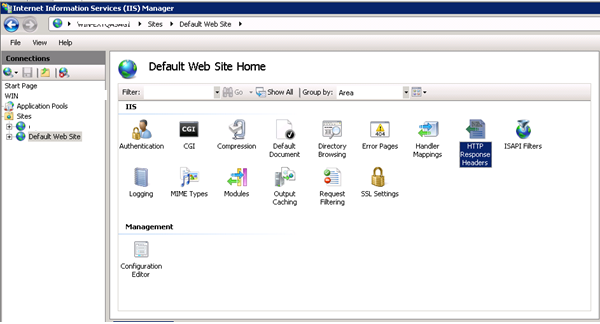 Internet Information Services (IIS) Manager
Sites
Default Web Site
File View Help
Connections
Start Page
WIN
Application Pools
Sites
Default Web Site
Default Web Site Home
Filter: Go Show All Group by: Area
IIS
Authentication CGI Compression Default Document Directory Browsing Error Pages Handler Mappings HTTP Response Headers ISAPI Filters
Logging MIME Types Modules Output Caching Request Filtering SSL Settings
Management
Configuration Editor